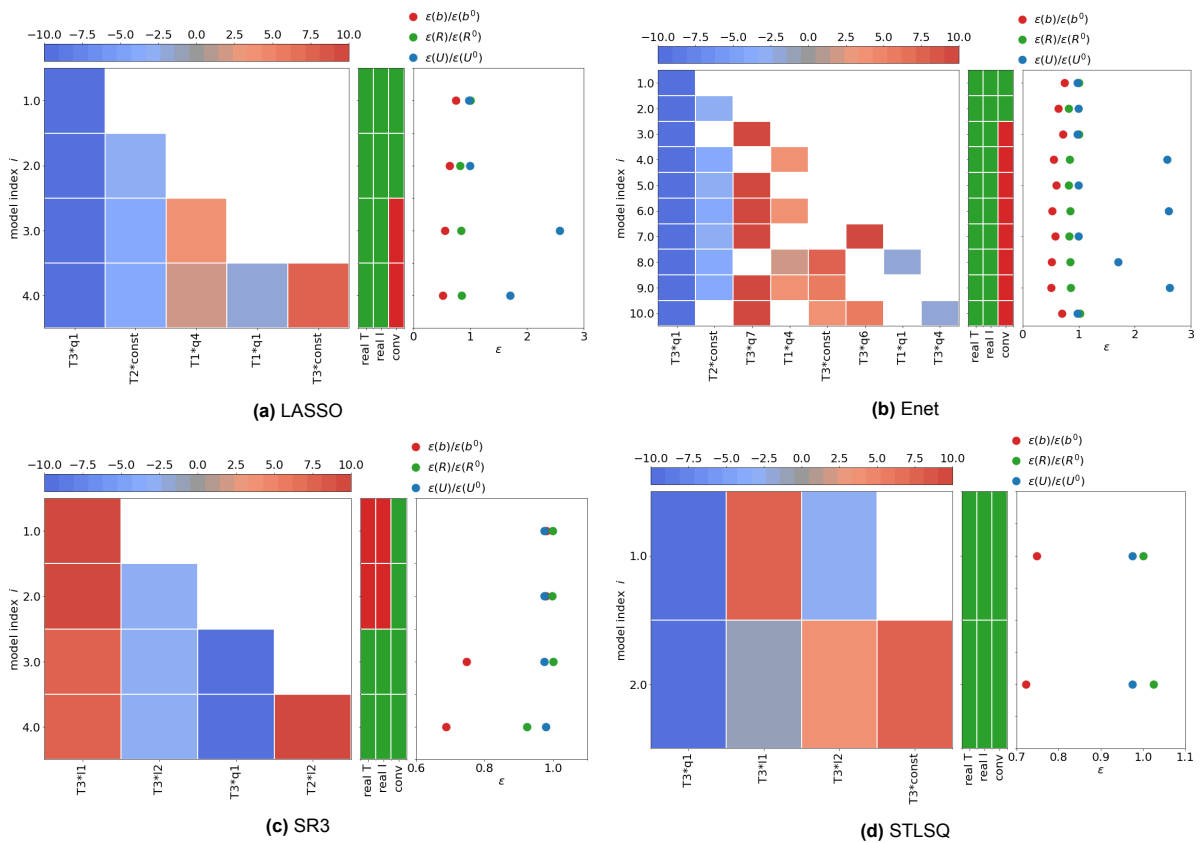 ε(b)/ε(b⁰)
ε(R)/ε(R⁰)
ε(U)/ε(U⁰)
−10.0 −7.5 −5.0 −2.5 0.0 2.5 5.0 7.5 10.0
model index i
1.0
2.0
3.0
4.0
T3*q1
T2*const
T1*q4
T1*q1
T3*const
real T
real I
conv
0 1 2 3
ε
(a) LASSO
ε(b)/ε(b⁰)
ε(R)/ε(R⁰)
ε(U)/ε(U⁰)
−10.0 −7.5 −5.0 −2.5 0.0 2.5 5.0 7.5 10.0
model index i
1.0
2.0
3.0
4.0
5.0
6.0
7.0
8.0
9.0
10.0
T3*q1
T2*const
T3*q7
T1*q4
T3*const
T3*q6
T1*q1
T3*q4
real T
real I
conv
0 1 2 3
ε
(b) Enet
ε(b)/ε(b⁰)
ε(R)/ε(R⁰)
ε(U)/ε(U⁰)
−10.0 −7.5 −5.0 −2.5 0.0 2.5 5.0 7.5 10.0
model index i
1.0
2.0
3.0
4.0
T3*I1
T3*I2
T3*q1
T2*I2
real T
real I
conv
0.6 0.8 1.0
ε
(c) SR3
ε(b)/ε(b⁰)
ε(R)/ε(R⁰)
ε(U)/ε(U⁰)
−10.0 −7.5 −5.0 −2.5 0.0 2.5 5.0 7.5 10.0
model index i
1.0
2.0
T3*q1
T3*I1
T3*I2
T3*const
real T
real I
conv
0.7 0.8 0.9 1.0 1.1
ε
(d) STLSQ